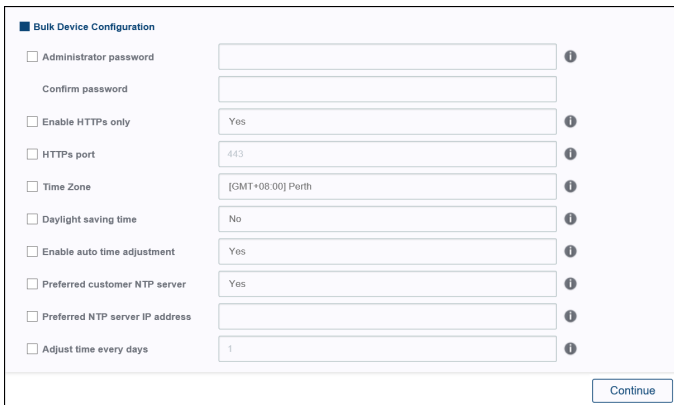 Bulk Device Configuration
Administrator password
Confirm password
Enable HTTPs only Yes
HTTPs port 443
Time Zone [GMT+08:00] Perth
Daylight saving time No
Enable auto time adjustment Yes
Preferred customer NTP server Yes
Preferred NTP server IP address
Adjust time every days 1
Continue